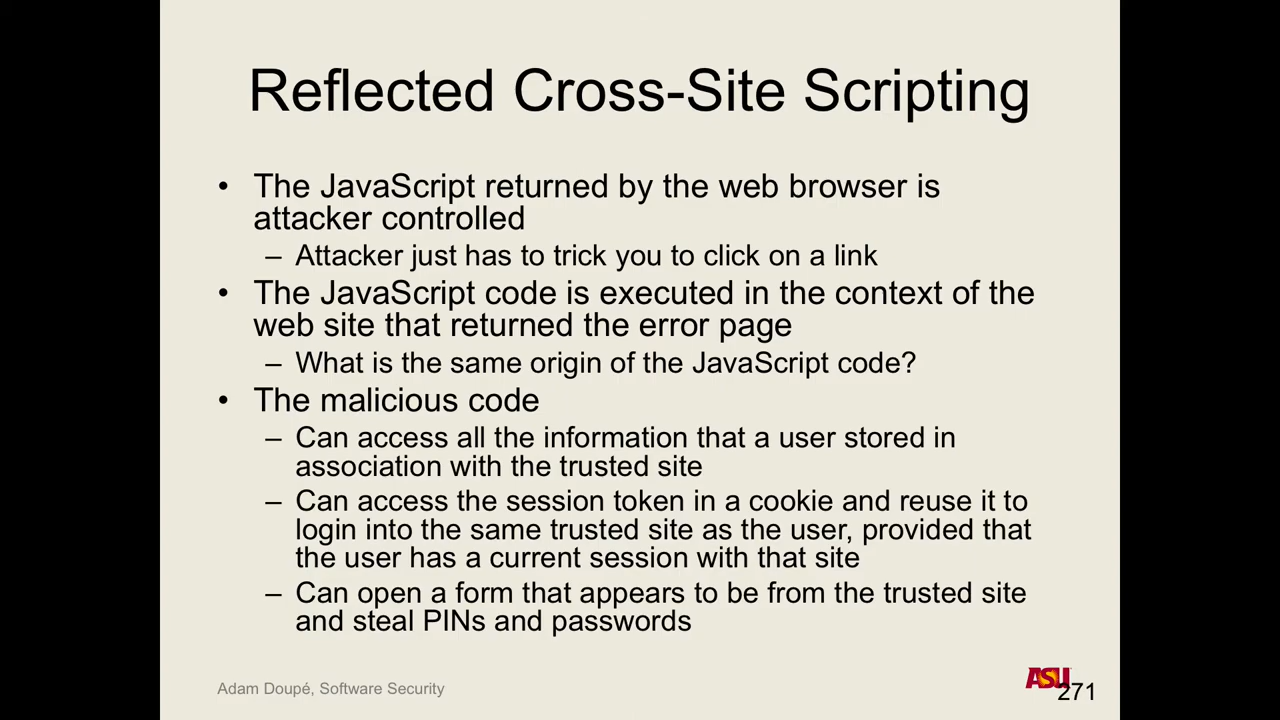 Reflected Cross-Site Scripting
• The JavaScript returned by the web browser is
attacker controlled
– Attacker just has to trick you to click on a link
• The JavaScript code is executed in the context of the
web site that returned the error page
– What is the same origin of the JavaScript code?
• The malicious code
– Can access all the information that a user stored in
association with the trusted site
– Can access the session token in a cookie and reuse it to
login into the same trusted site as the user, provided that
the user has a current session with that site
– Can open a form that appears to be from the trusted site
and steal PINs and passwords
Adam Doupé, Software Security
ASU
271